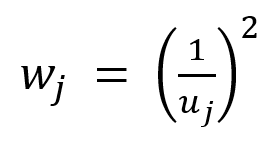 w_j = (1/u_j)^2